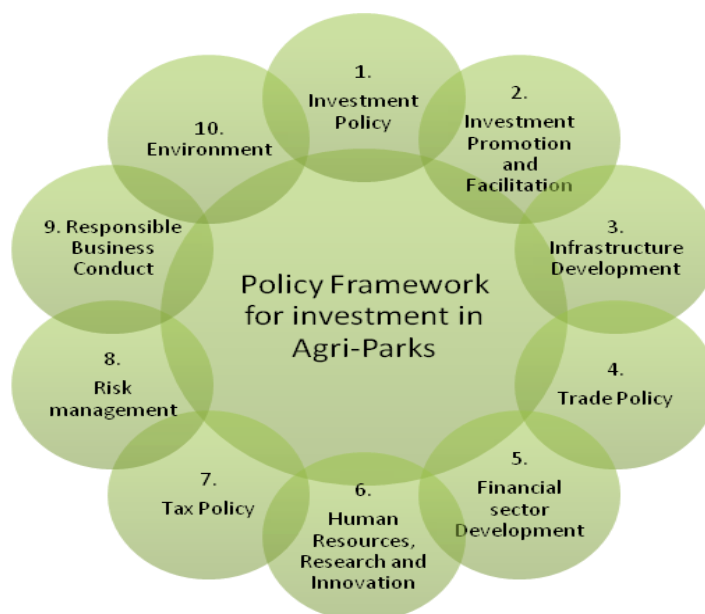 1.
Investment
Policy
2.
Investment
Promotion
and
Facilitation
3.
Infrastructure
Development
4.
Trade Policy
5.
Financial
sector
Development
6.
Human
Resources,
Research and
Innovation
7.
Tax Policy
8.
Risk
management
9. Responsible
Business
Conduct
10.
Environment
Policy Framework
for investment in
Agri-Parks